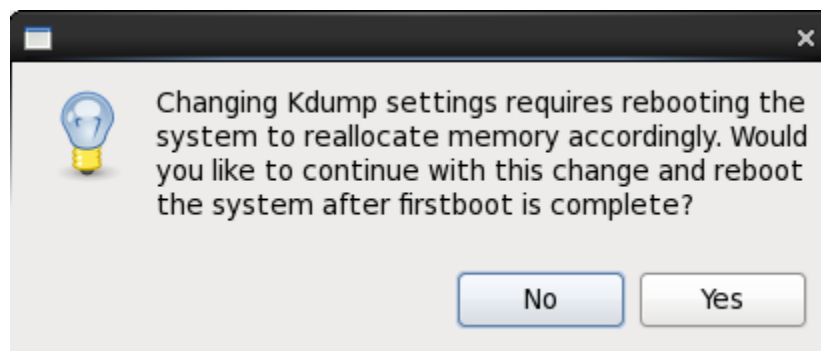 Changing Kdump settings requires rebooting the
system to reallocate memory accordingly. Would
you like to continue with this change and reboot
the system after firstboot is complete?
No
Yes